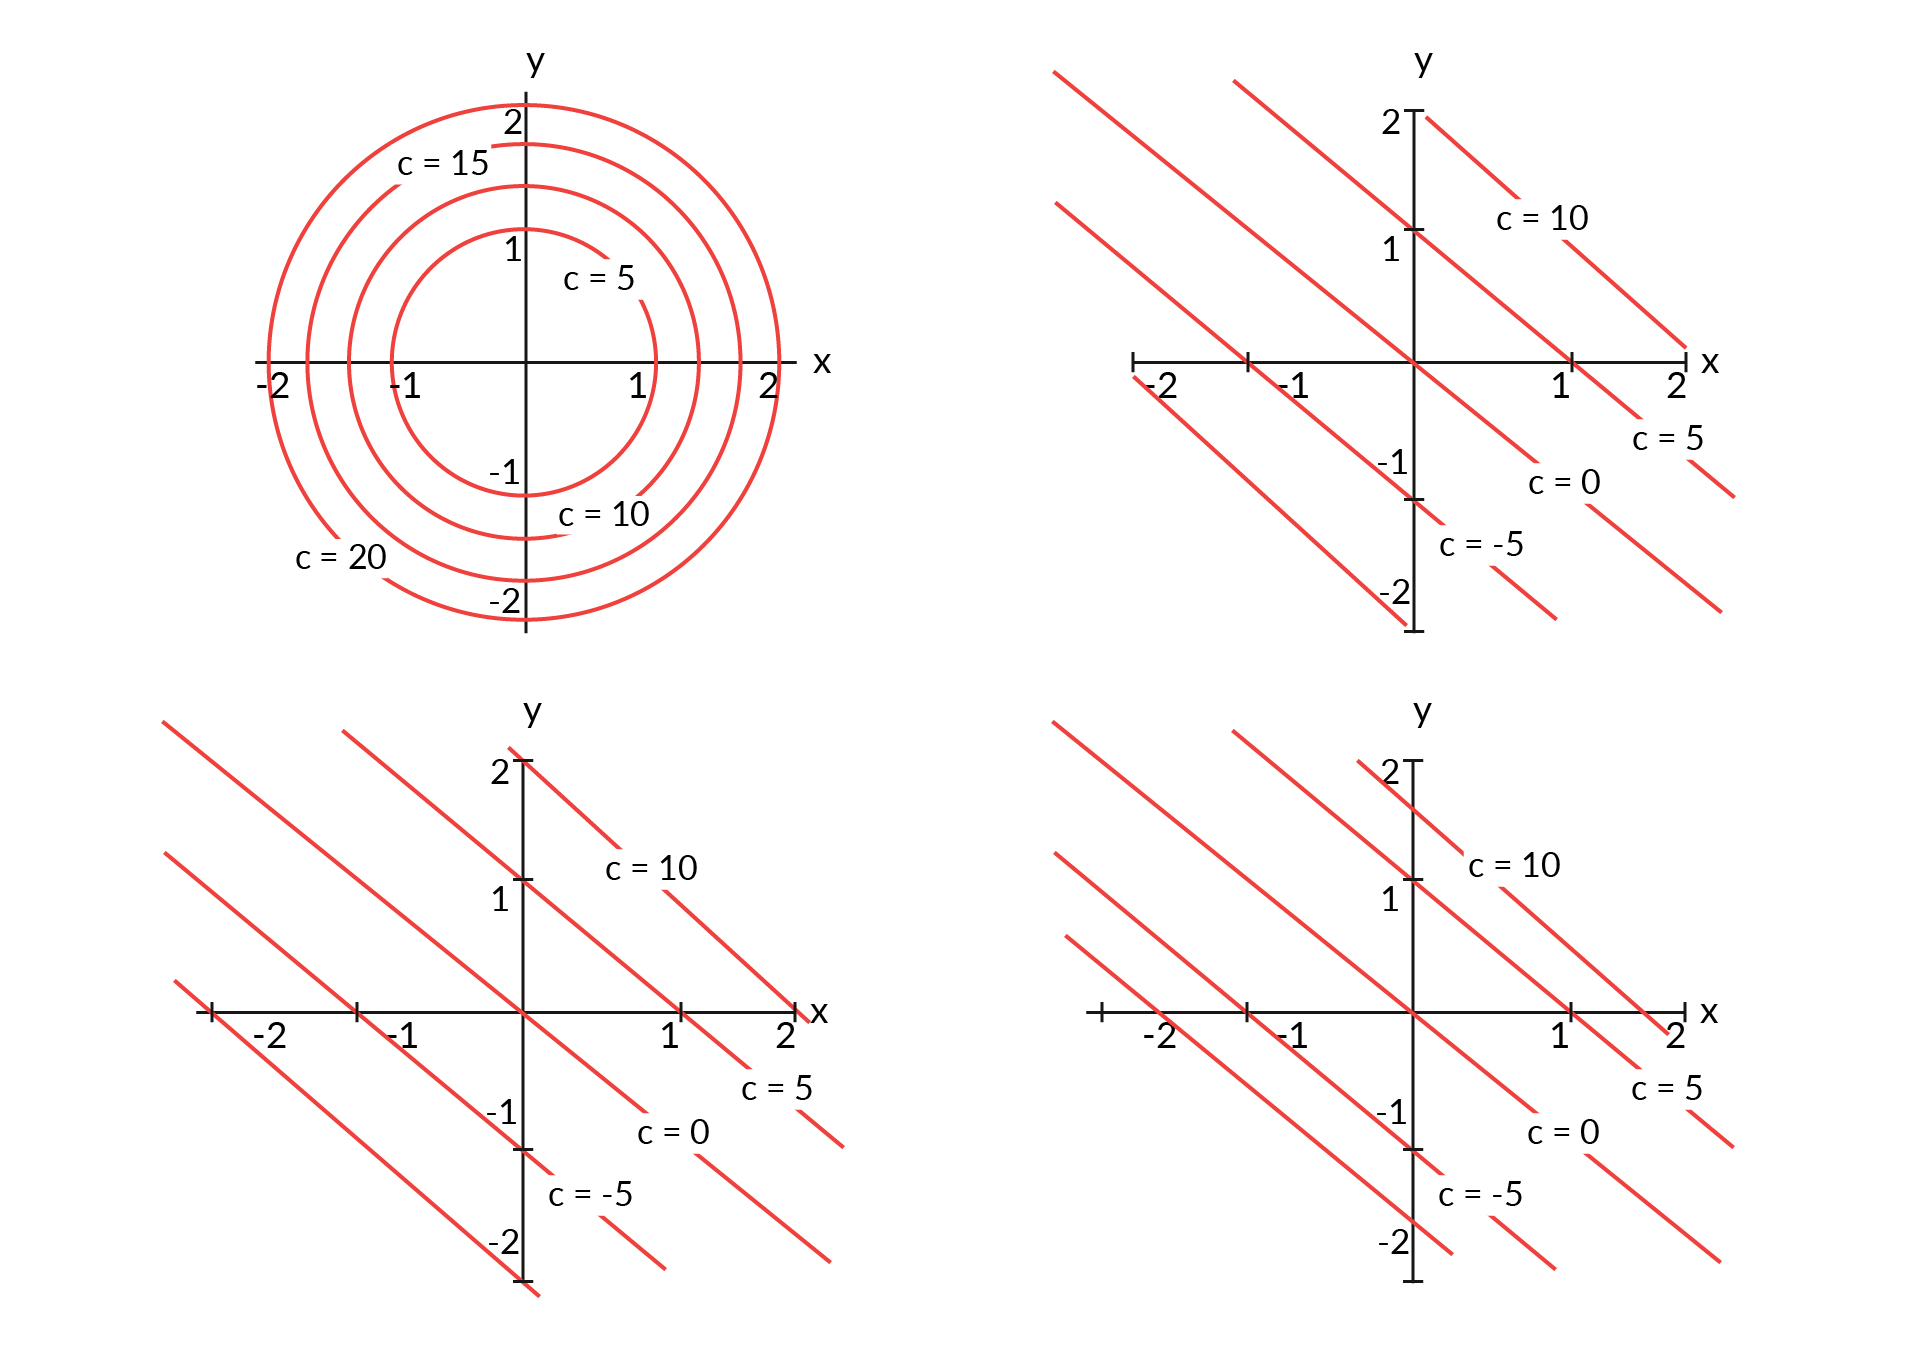 y
2
c = 15
1
c = 5
x
-2
-1
1
2
-1
c = 10
c = 20
-2
y
2
c = 10
1
x
-2
-1
1
2
c = 5
-1
c = 0
c = -5
-2
y
2
c = 10
1
x
-2
-1
1
2
c = 5
-1
c = 0
c = -5
-2
y
2
c = 10
1
x
-2
-1
1
2
c = 5
-1
c = 0
c = -5
-2